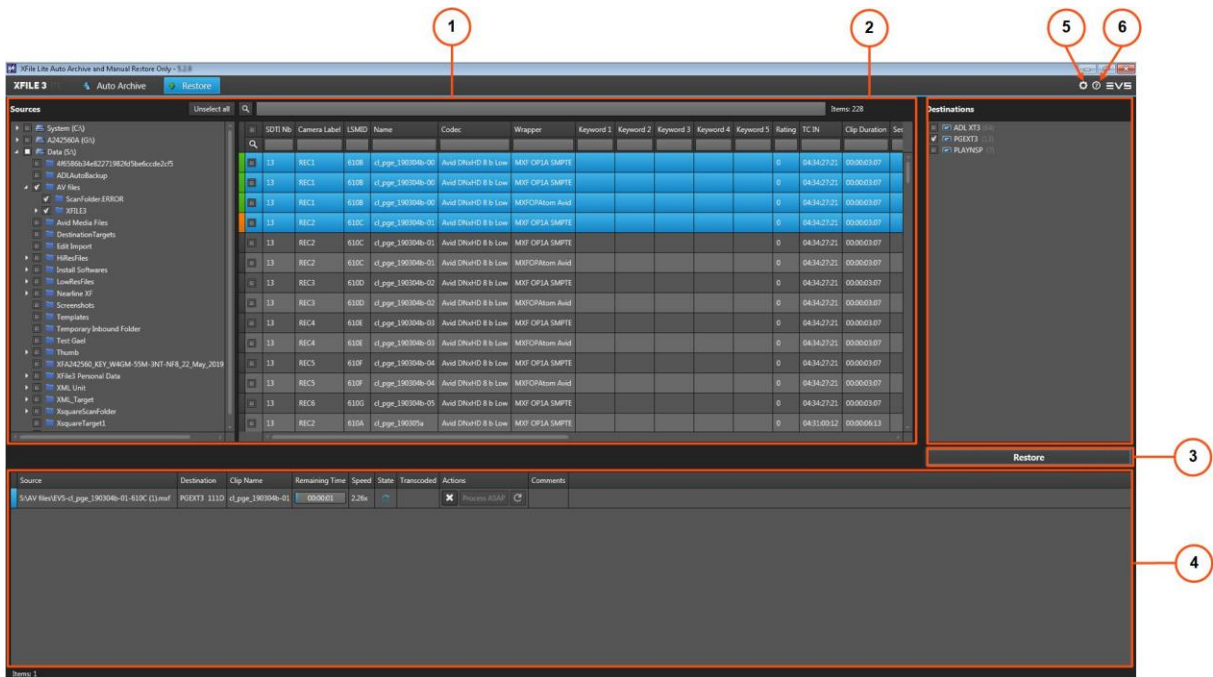 1
2
5
6
XFile Lite Auto Archive and Manual Restore Only - 5.2.8
XFILE 3 Auto Archive Restore EVS
Sources Unselect all Items: 228 Destinations
System (C:\)
A242560A (G:\)
Data (S:\)
4f6586b34e82271982fd5be6ccde2cf5
ADLAutoBackup
AV files
ScanFolder.ERROR
XFILE3
Avid Media Files
DestinationTargets
Edit Import
HiResFiles
Install Softwares
LowResFiles
Nearline XF
Screenshots
Templates
Temporary Inbound Folder
Test Gael
Thumb
XFA242560_KEY_W4GM-55M-3NT-NF8_22_May_2019
XFile3 Personal Data
XML Unit
XML_Target
XsquareScanFolder
XsquareTarget1
SDTI Nb Camera Label LSMID Name Codec Wrapper Keyword 1 Keyword 2 Keyword 3 Keyword 4 Keyword 5 Rating TC IN Clip Duration Ses
13 REC1 610B cl_pge_190304b-00 Avid DNxHD 8 b Low MXF OP1A SMPTE 0 04:34:27:21 00:00:03:07
13 REC1 610B cl_pge_190304b-00 Avid DNxHD 8 b Low MXF OP1A SMPTE 0 04:34:27:21 00:00:03:07
13 REC1 610B cl_pge_190304b-00 Avid DNxHD 8 b Low MXFOPAtom Avid 0 04:34:27:21 00:00:03:07
13 REC2 610C cl_pge_190304b-01 Avid DNxHD 8 b Low MXF OP1A SMPTE 0 04:34:27:21 00:00:03:07
13 REC2 610C cl_pge_190304b-01 Avid DNxHD 8 b Low MXF OP1A SMPTE 0 04:34:27:21 00:00:03:07
13 REC2 610C cl_pge_190304b-01 Avid DNxHD 8 b Low MXFOPAtom Avid 0 04:34:27:21 00:00:03:07
13 REC3 610D cl_pge_190304b-02 Avid DNxHD 8 b Low MXFOPAtom Avid 0 04:34:27:21 00:00:03:07
13 REC3 610D cl_pge_190304b-02 Avid DNxHD 8 b Low MXF OP1A SMPTE 0 04:34:27:21 00:00:03:07
13 REC4 610E cl_pge_190304b-03 Avid DNxHD 8 b Low MXF OP1A SMPTE 0 04:34:27:21 00:00:03:07
13 REC4 610E cl_pge_190304b-03 Avid DNxHD 8 b Low MXFOPAtom Avid 0 04:34:27:21 00:00:03:07
13 REC5 610F cl_pge_190304b-04 Avid DNxHD 8 b Low MXF OP1A SMPTE 0 04:34:27:21 00:00:03:07
13 REC5 610F cl_pge_190304b-04 Avid DNxHD 8 b Low MXFOPAtom Avid 0 04:34:27:21 00:00:03:07
13 REC6 610G cl_pge_190304b-05 Avid DNxHD 8 b Low MXF OP1A SMPTE 0 04:34:27:21 00:00:03:07
13 REC2 610A cl_pge_190305a Avid DNxHD 8 b Low MXF OP1A SMPTE 0 04:31:00:12 00:00:06:13
ADL XT3
PGEXT3
PLAYNSP
Restore
3
Source Destination Clip Name Remaining Time Speed State Transcoded Actions Comments
S:\AV files\EVS-cl_pge_190304b-01-610C (1).mxf PGEXT3 111D cl_pge_190304b-01 00:00:01 2.26x Process ASAP
4
Items: 1